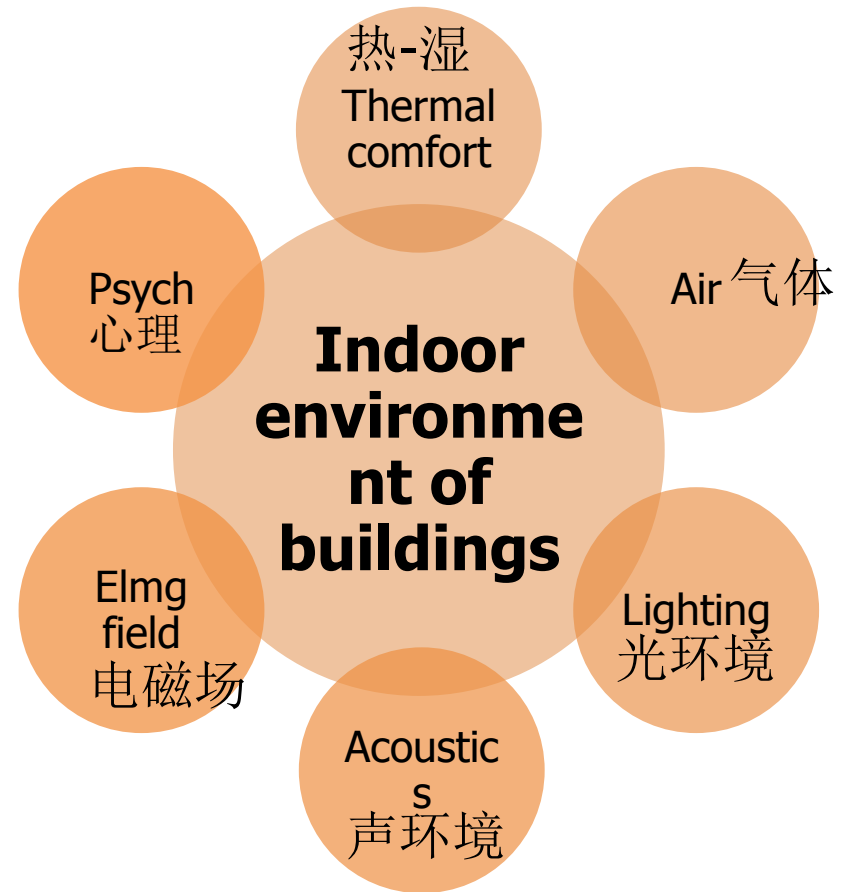 热-湿
Thermal
comfort
Air 气体
Lighting
光环境
Acoustic
s
声环境
Elmg
field
电磁场
Psych
心理
Indoor
environme
nt of
buildings